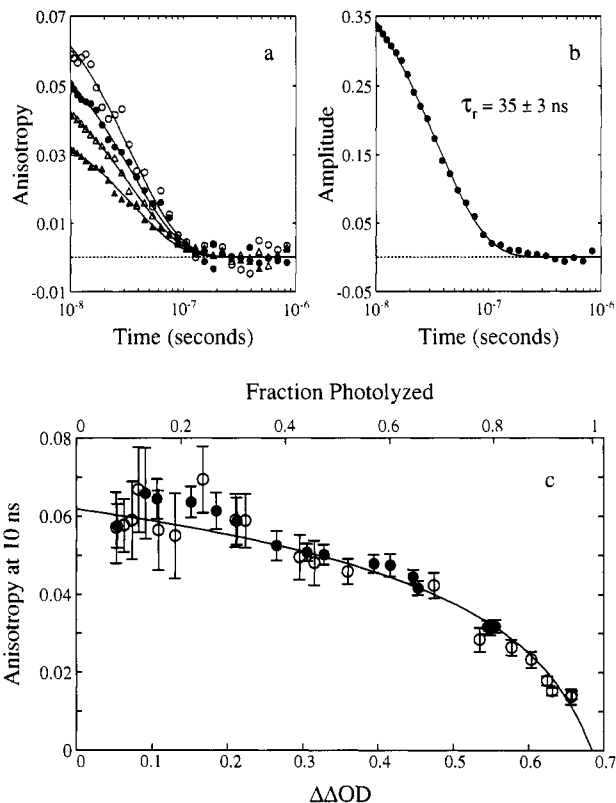 a
0.07
0.05
0.03
0.01
-0.01
Anisotropy
10⁻⁸ 10⁻⁷ 10⁻⁶
Time (seconds)
b
0.35
0.25
0.15
0.05
-0.05
Amplitude
τr = 35 ± 3 ns
10⁻⁸ 10⁻⁷ 10⁻⁶
Time (seconds)
Fraction Photolyzed
0 0.2 0.4 0.6 0.8 1
c
0.08
0.06
0.04
0.02
0
Anisotropy at 10 ns
0.1 0.2 0.3 0.4 0.5 0.6 0.7
ΔΔOD